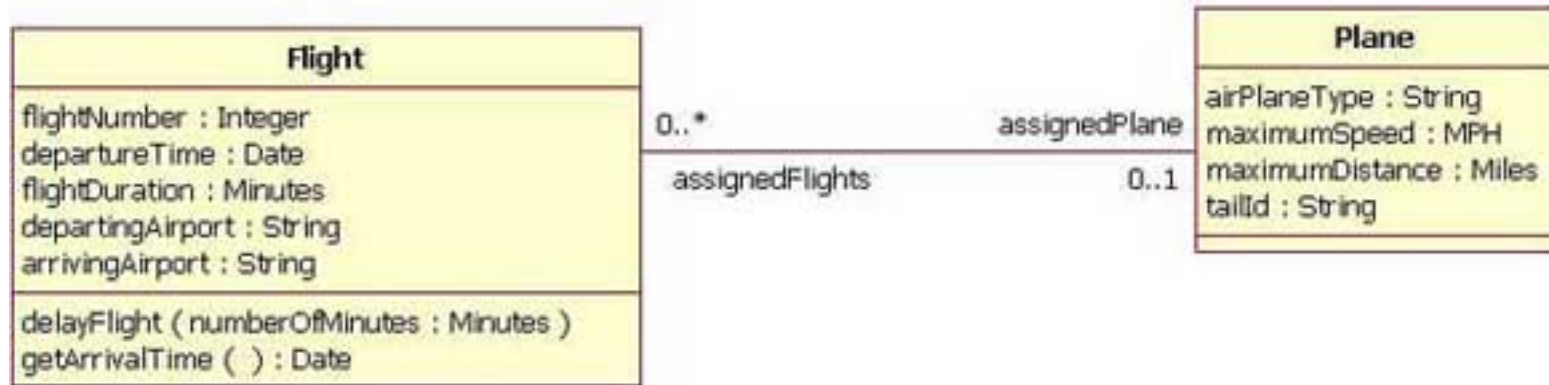 Flight
flightNumber : Integer
departureTime : Date
flightDuration : Minutes
departingAirport : String
arrivingAirport : String
delayFlight ( numberOfMinutes : Minutes )
getArrivalTime ( ) : Date
0..*
assignedFlights
assignedPlane
0..1
Plane
airPlaneType : String
maximumSpeed : MPH
maximumDistance : Miles
tailId : String